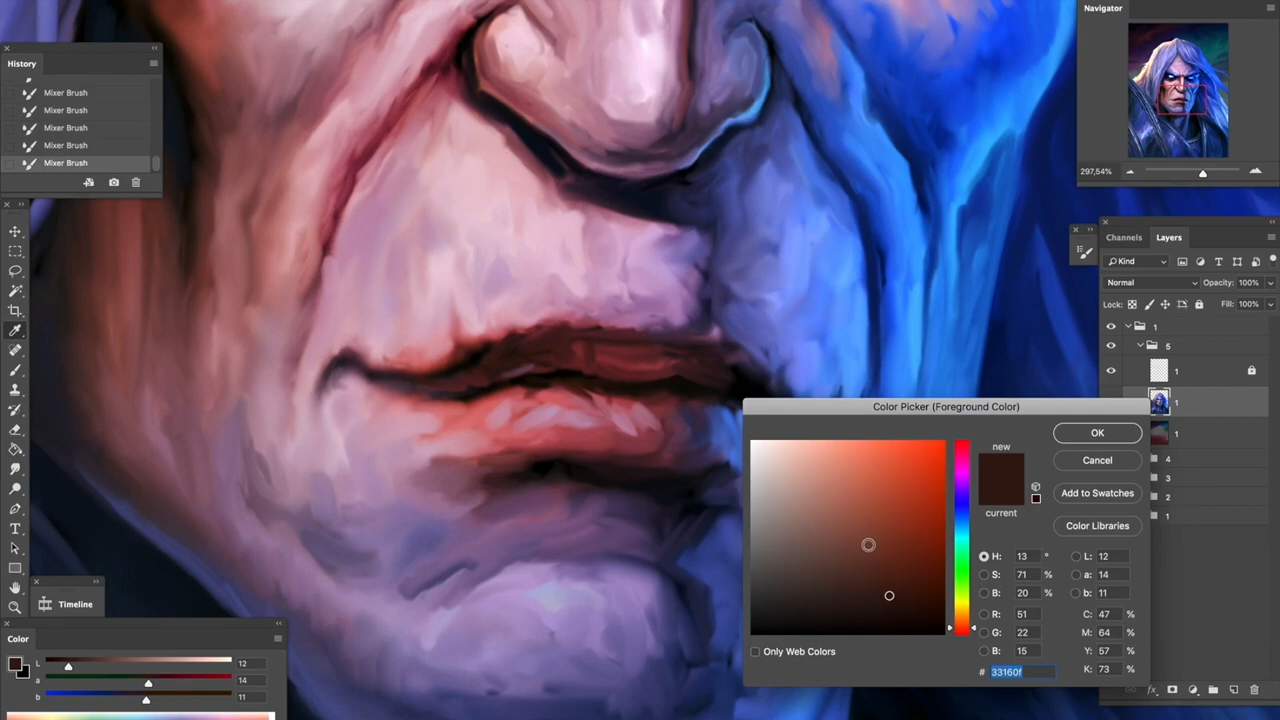 Navigator
297,54%
History
Mixer Brush
Mixer Brush
Mixer Brush
Mixer Brush
Mixer Brush
Channels
Layers
Kind
Normal
Opacity: 100%
Lock:
Fill: 100%
1
5
1
1
1
4
3
2
1
fx
Color Picker (Foreground Color)
new
current
OK
Cancel
Add to Swatches
Color Libraries
H: 13 °
L: 12
S: 71 %
a: 14
B: 20 %
b: 11
R: 51
C: 47 %
G: 22
M: 64 %
B: 15
Y: 57 %
# 33160f
K: 73 %
Only Web Colors
Timeline
Color
L 12
a 14
b 11